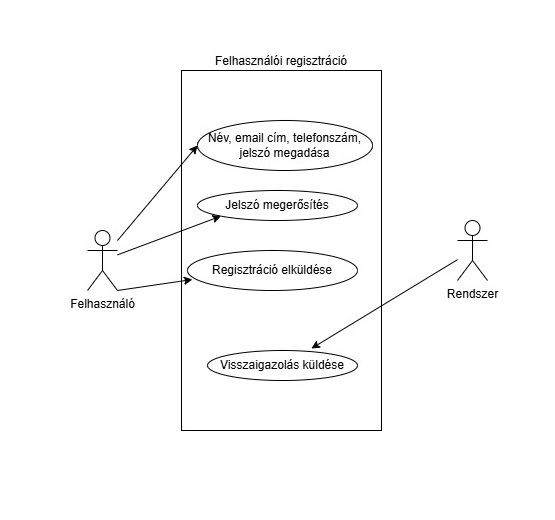 Felhasználói regisztráció
Név, email cím, telefonszám,
jelszó megadása
Jelszó megerősítés
Regisztráció elküldése
Felhasználó
Rendszer
Visszaigazolás küldése